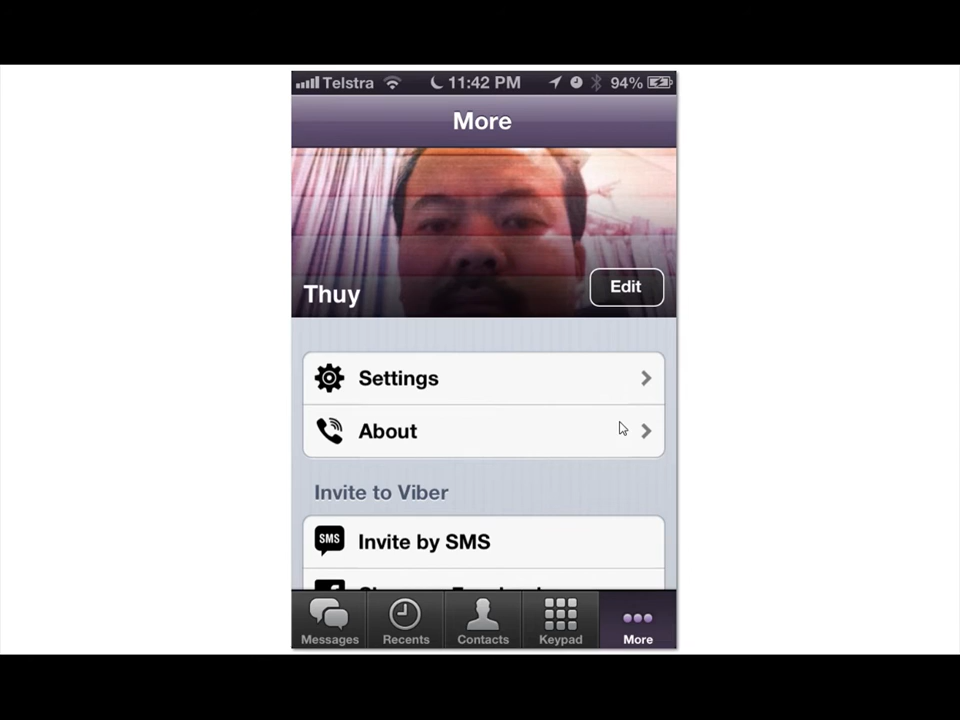 Telstra 11:42 PM 94%
More
Thuy
Edit
Settings
About
Invite to Viber
SMS Invite by SMS
Messages Recents Contacts Keypad More